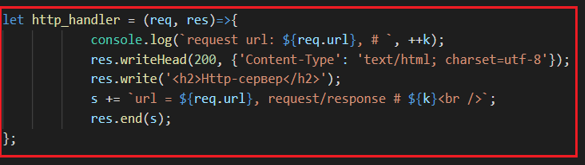 let http_handler = (req, res)=>{
console.log(`request url: ${req.url}, # `, ++k);
res.writeHead(200, {'Content-Type': 'text/html; charset=utf-8'});
res.write('<h2>Http-сервер</h2>');
s += `url = ${req.url}, request/response # ${k}<br />`;
res.end(s);
};